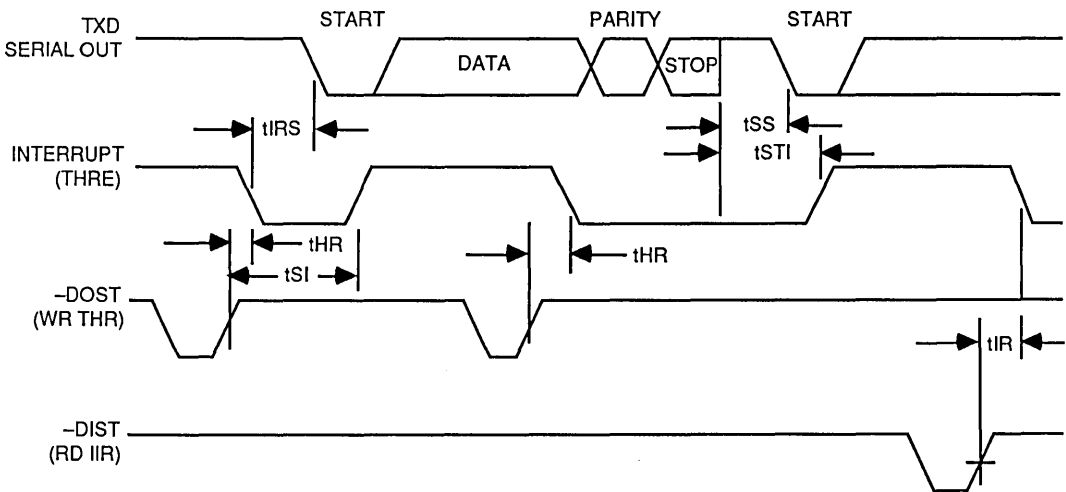 TXD
SERIAL OUT
START
PARITY
START
DATA
STOP
tIRS
tSS
tSTI
INTERRUPT
(THRE)
tHR
tHR
tSI
–DOST
(WR THR)
tIR
–DIST
(RD IIR)